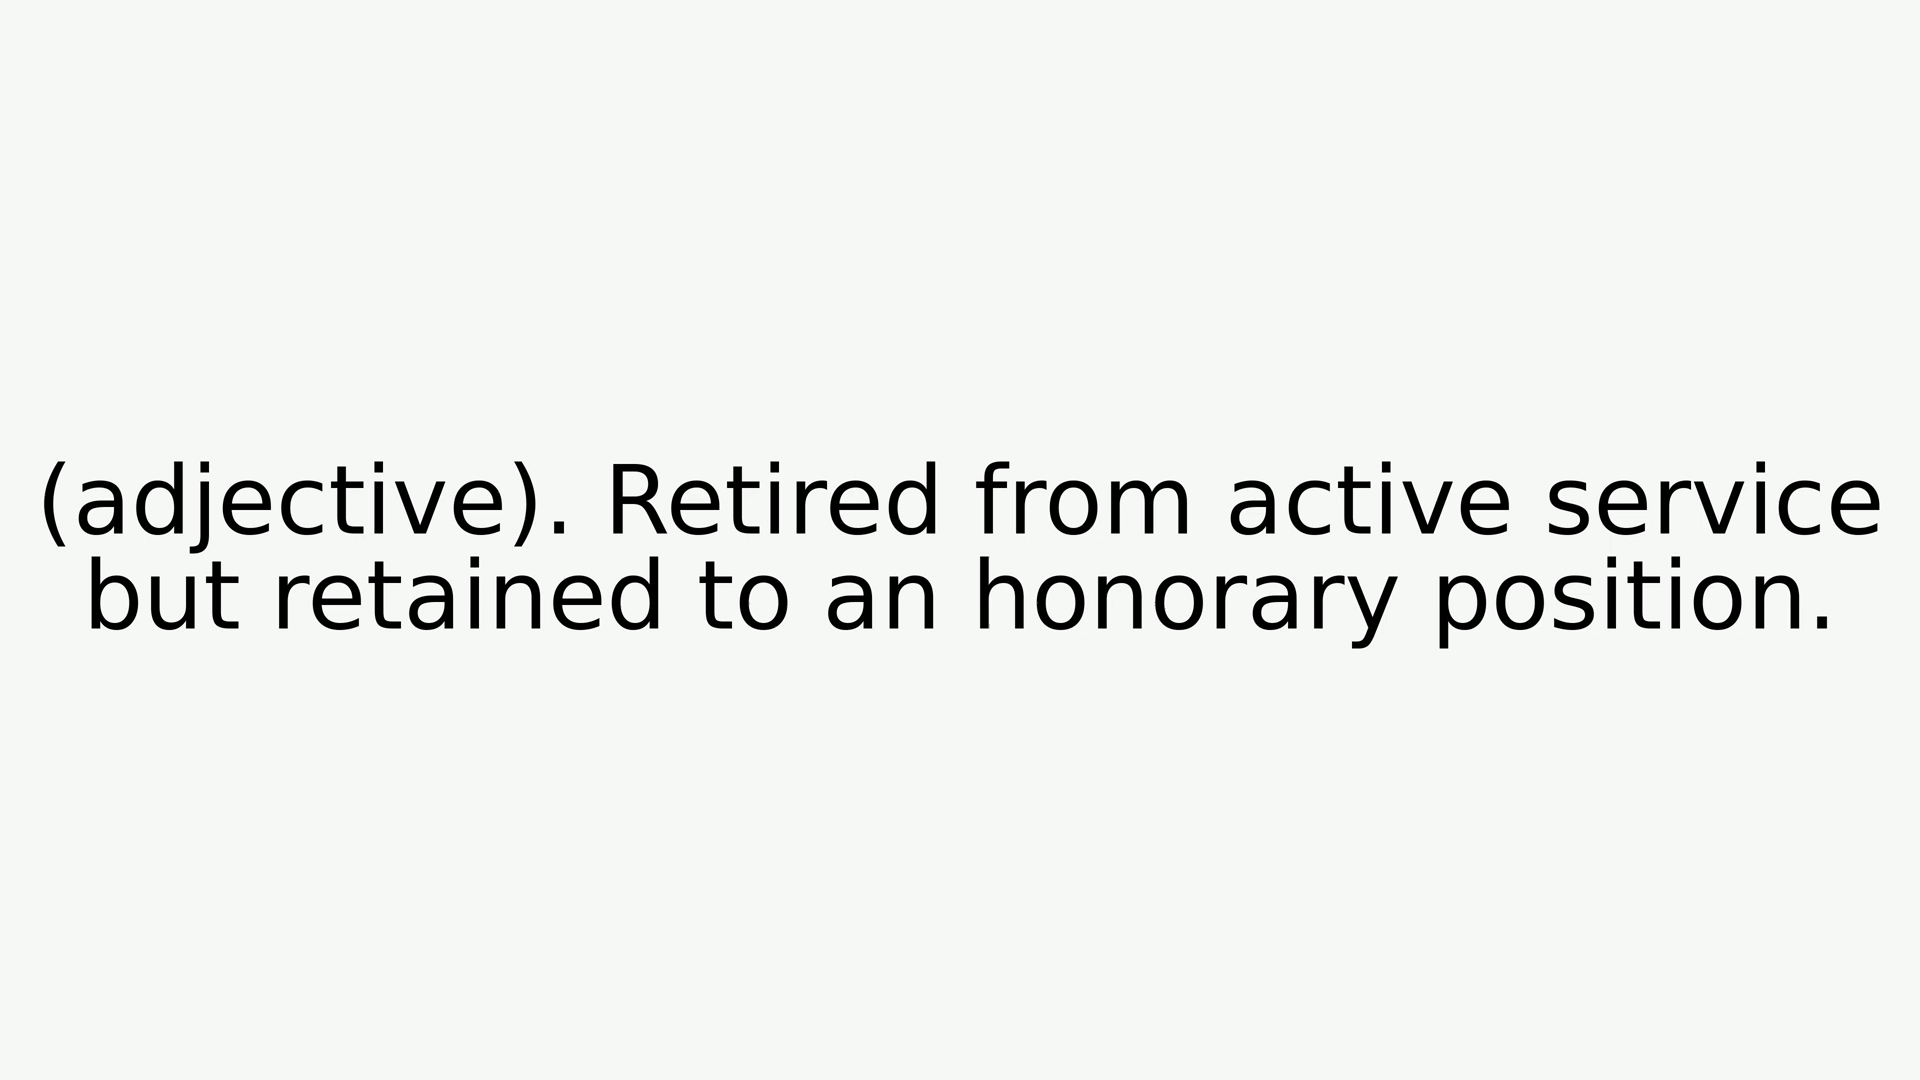 (adjective). Retired from active service
but retained to an honorary position.